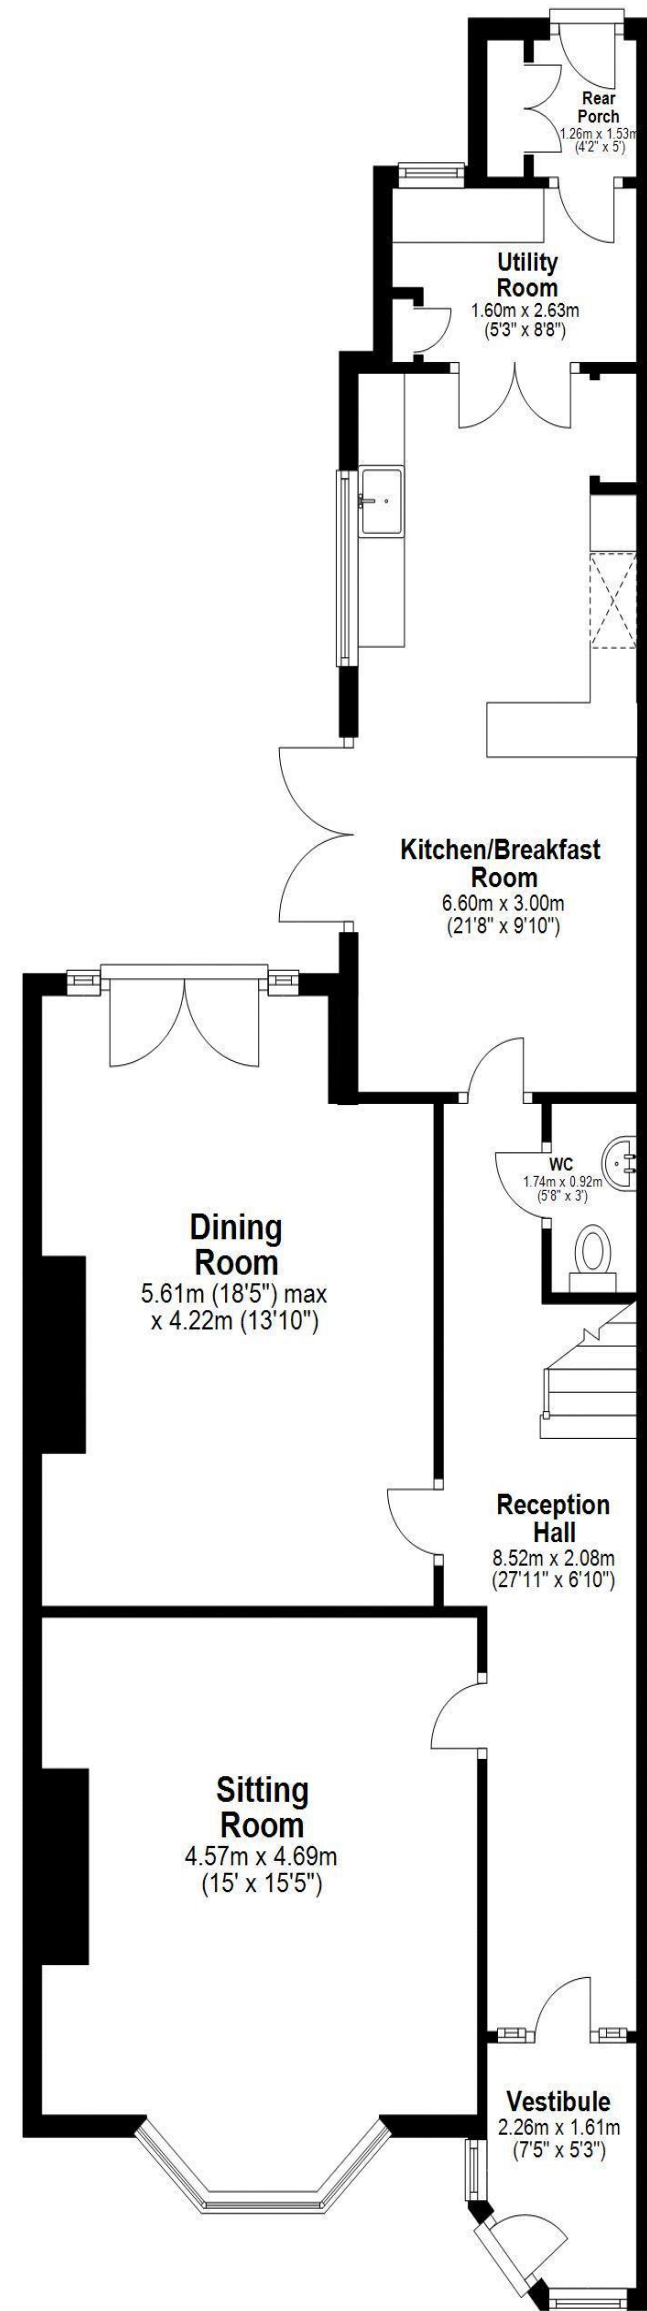 Rear
Porch
1.26m x 1.53m
(4'2" x 5')
Utility
Room
1.60m x 2.63m
(5'3" x 8'8")
Kitchen/Breakfast
Room
6.60m x 3.00m
(21'8" x 9'10")
WC
1.74m x 0.92m
(5'8" x 3')
Dining
Room
5.61m (18'5") max
x 4.22m (13'10")
Reception
Hall
8.52m x 2.08m
(27'11" x 6'10")
Sitting
Room
4.57m x 4.69m
(15' x 15'5")
Vestibule
2.26m x 1.61m
(7'5" x 5'3")